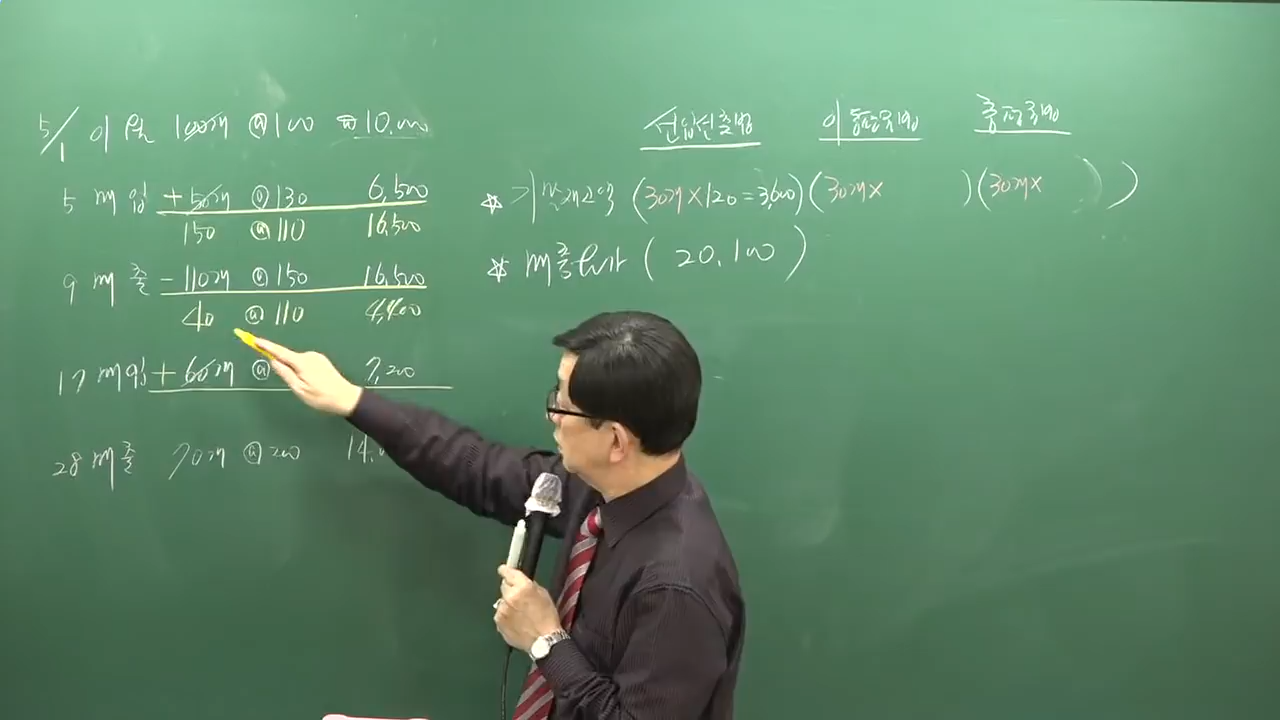 5/1 이월 100개 @100 ₩10,000
5 매입 +50개 @130 6,500
150 @110 16,500
9 매출 -110개 @150 16,500
40 @110 4,400
17 매입 +60개 @ 7,200
28 매출 70개 @200 14,
선입선출법 이동평균법 총평균법
☆ 기말재고액 (30개×120=3,600)(30개× )(30개× )
☆ 매출원가 ( 20,100 )